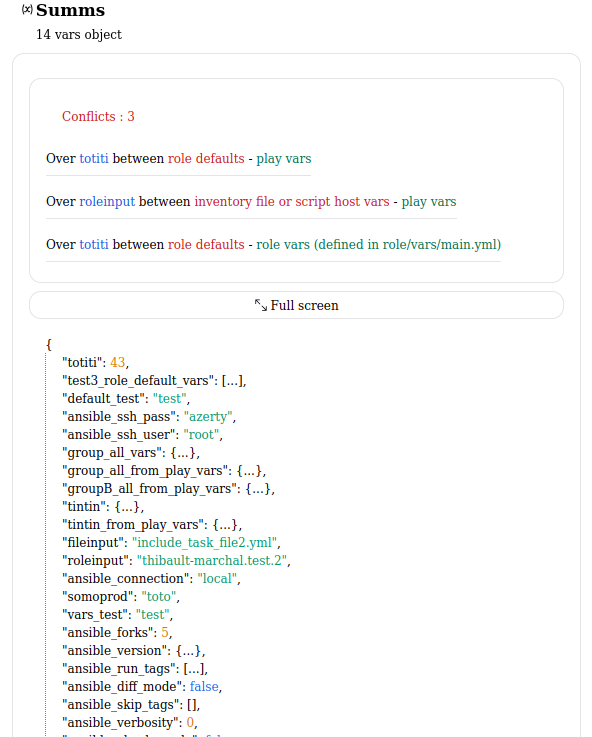 (x) Summs
14 vars object
Conflicts : 3
Over totiti between role defaults - play vars
Over roleinput between inventory file or script host vars - play vars
Over totiti between role defaults - role vars (defined in role/vars/main.yml)
Full screen
{
"totiti": 43,
"test3_role_default_vars": [...],
"default_test": "test",
"ansible_ssh_pass": "azerty",
"ansible_ssh_user": "root",
"group_all_vars": {...},
"group_all_from_play_vars": {...},
"groupB_all_from_play_vars": {...},
"tintin": {...},
"tintin_from_play_vars": {...},
"fileinput": "include_task_file2.yml",
"roleinput": "thibault-marchal.test.2",
"ansible_connection": "local",
"somoprod": "toto",
"vars_test": "test",
"ansible_forks": 5,
"ansible_version": {...},
"ansible_run_tags": [...],
"ansible_diff_mode": false,
"ansible_skip_tags": [],
"ansible_verbosity": 0,